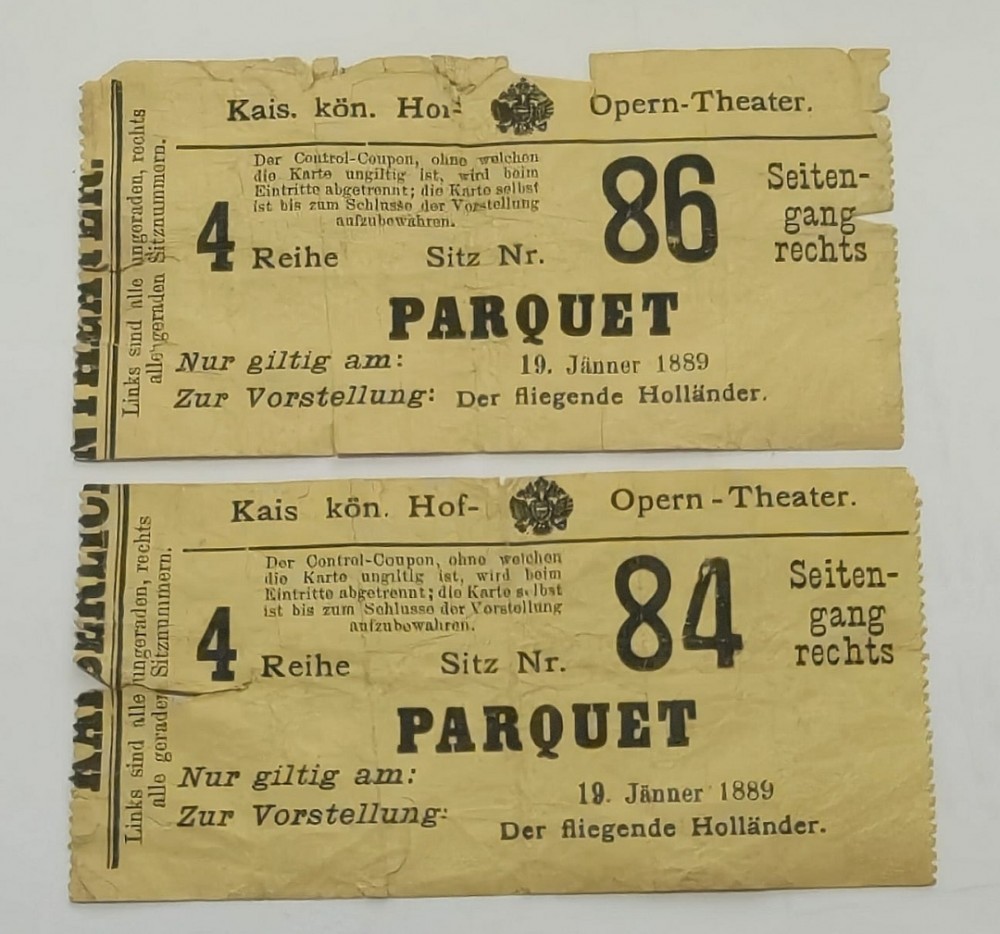 Kais. kön. Hof- Opern-Theater.
Der Control-Coupon, ohne welchen
die Karte ungiltig ist, wird beim
Eintritte abgetrennt; die Karte selbst
ist bis zum Schlusse der Vorstellung
aufzubewahren.
4 Reihe Sitz Nr. 86
Seiten-
gang
rechts
PARQUET
Nur giltig am: 19. Jänner 1889
Zur Vorstellung: Der fliegende Holländer.
Links sind alle ungeraden, rechts
alle geraden Sitznummern.
Kais kön. Hof- Opern-Theater.
Der Control-Coupon, ohne welchen
die Karte ungiltig ist, wird beim
Eintritte abgetrennt; die Karte selbst
ist bis zum Schlusse der Vorstellung
aufzubewahren.
4 Reihe Sitz Nr. 84
Seiten-
gang
rechts
PARQUET
Nur giltig am: 19. Jänner 1889
Zur Vorstellung: Der fliegende Holländer.
Links sind alle ungeraden, rechts
alle geraden Sitznummern.